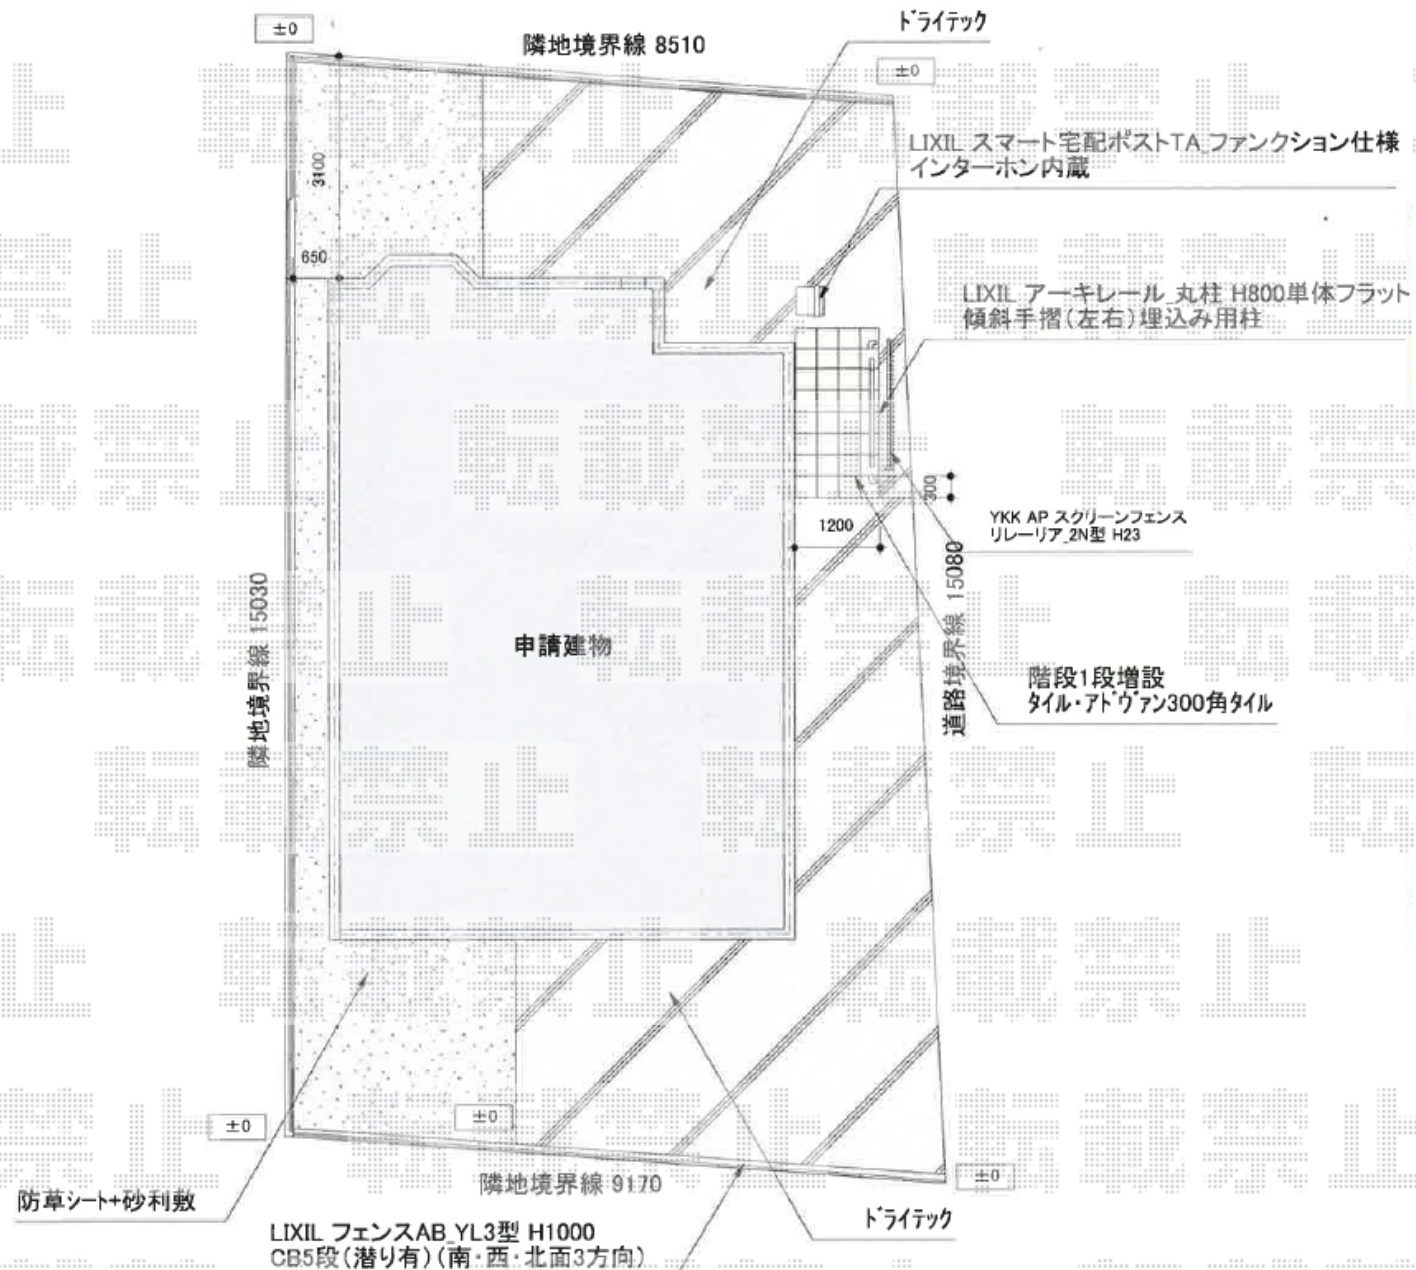 ±0
隣地境界線 8510
ドライテック
±0
LIXIL スマート宅配ポストTA_ファンクション仕様
インターホン内蔵
3100
650
LIXIL アーキレール_丸柱 H800単体フラット
傾斜手摺(左右)埋込み用柱
300
1200
YKK AP スクリーンフェンス
リレーリア_2N型 H23
隣地境界線 15030
申請建物
道路境界線 15080
階段1段増設
タイル・アドヴァン300角タイル
±0
±0
±0
隣地境界線 9170
防草シート+砂利敷
ドライテック
LIXIL フェンスAB_YL3型 H1000
CB5段(潜り有)(南・西・北面3方向)
転載禁止